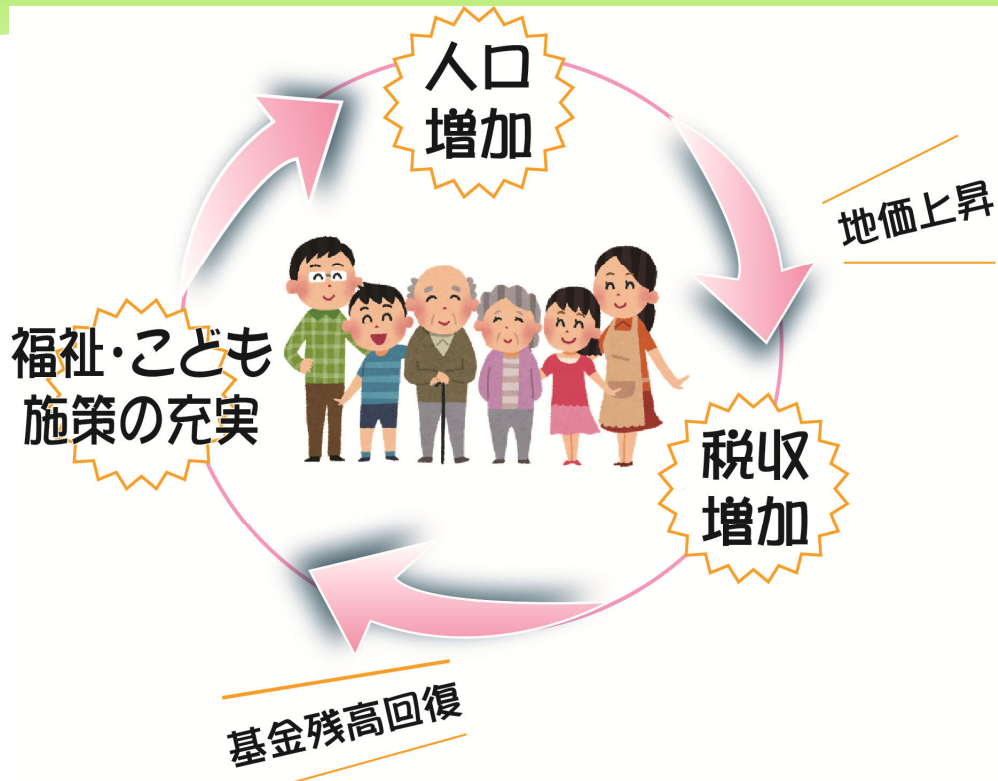 人口
増加
地価上昇
福祉・こども
施策の充実
税収
増加
基金残高回復